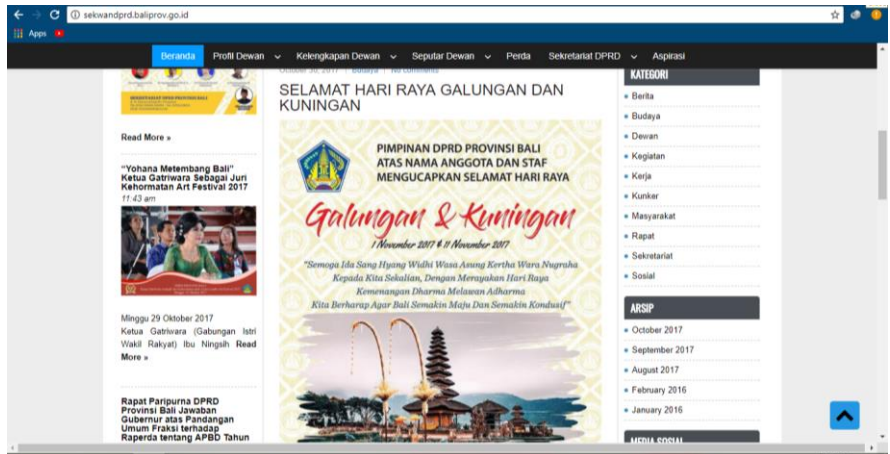 sekwandprd.baliprov.go.id
Apps
Beranda Profil Dewan Kelengkapan Dewan Seputar Dewan Perda Sekretariat DPRD Aspirasi
Read More »
"Yohana Metembang Bali"
Ketua Gatriwara Sebagai Juri
Kehormatan Art Festival 2017
11:43 am
Minggu 29 Oktober 2017
Ketua Gatriwara (Gabungan Istri
Wakil Rakyat) Ibu Ningsih Read
More »
Rapat Paripurna DPRD
Provinsi Bali Jawaban
Gubernur atas Pandangan
Umum Fraksi terhadap
Raperda tentang APBD Tahun
October 30, 2017 | Budaya | No comments
SELAMAT HARI RAYA GALUNGAN DAN
KUNINGAN
PIMPINAN DPRD PROVINSI BALI
ATAS NAMA ANGGOTA DAN STAF
MENGUCAPKAN SELAMAT HARI RAYA
Galungan & Kuningan
1 November 2017 & 11 November 2017
"Semoga Ida Sang Hyang Widhi Wasa Asung Kertha Wara Nugraha
Kepada Kita Sekalian, Dengan Merayakan Hari Raya
Kemenangan Dharma Melawan Adharma
Kita Berharap Agar Bali Semakin Maju Dan Semakin Kondusif"
KATEGORI
Berita
Budaya
Dewan
Kegiatan
Kerja
Kunker
Masyarakat
Rapat
Sekretariat
Sosial
ARSIP
October 2017
September 2017
August 2017
February 2016
January 2016
MEDIA SOSIAL